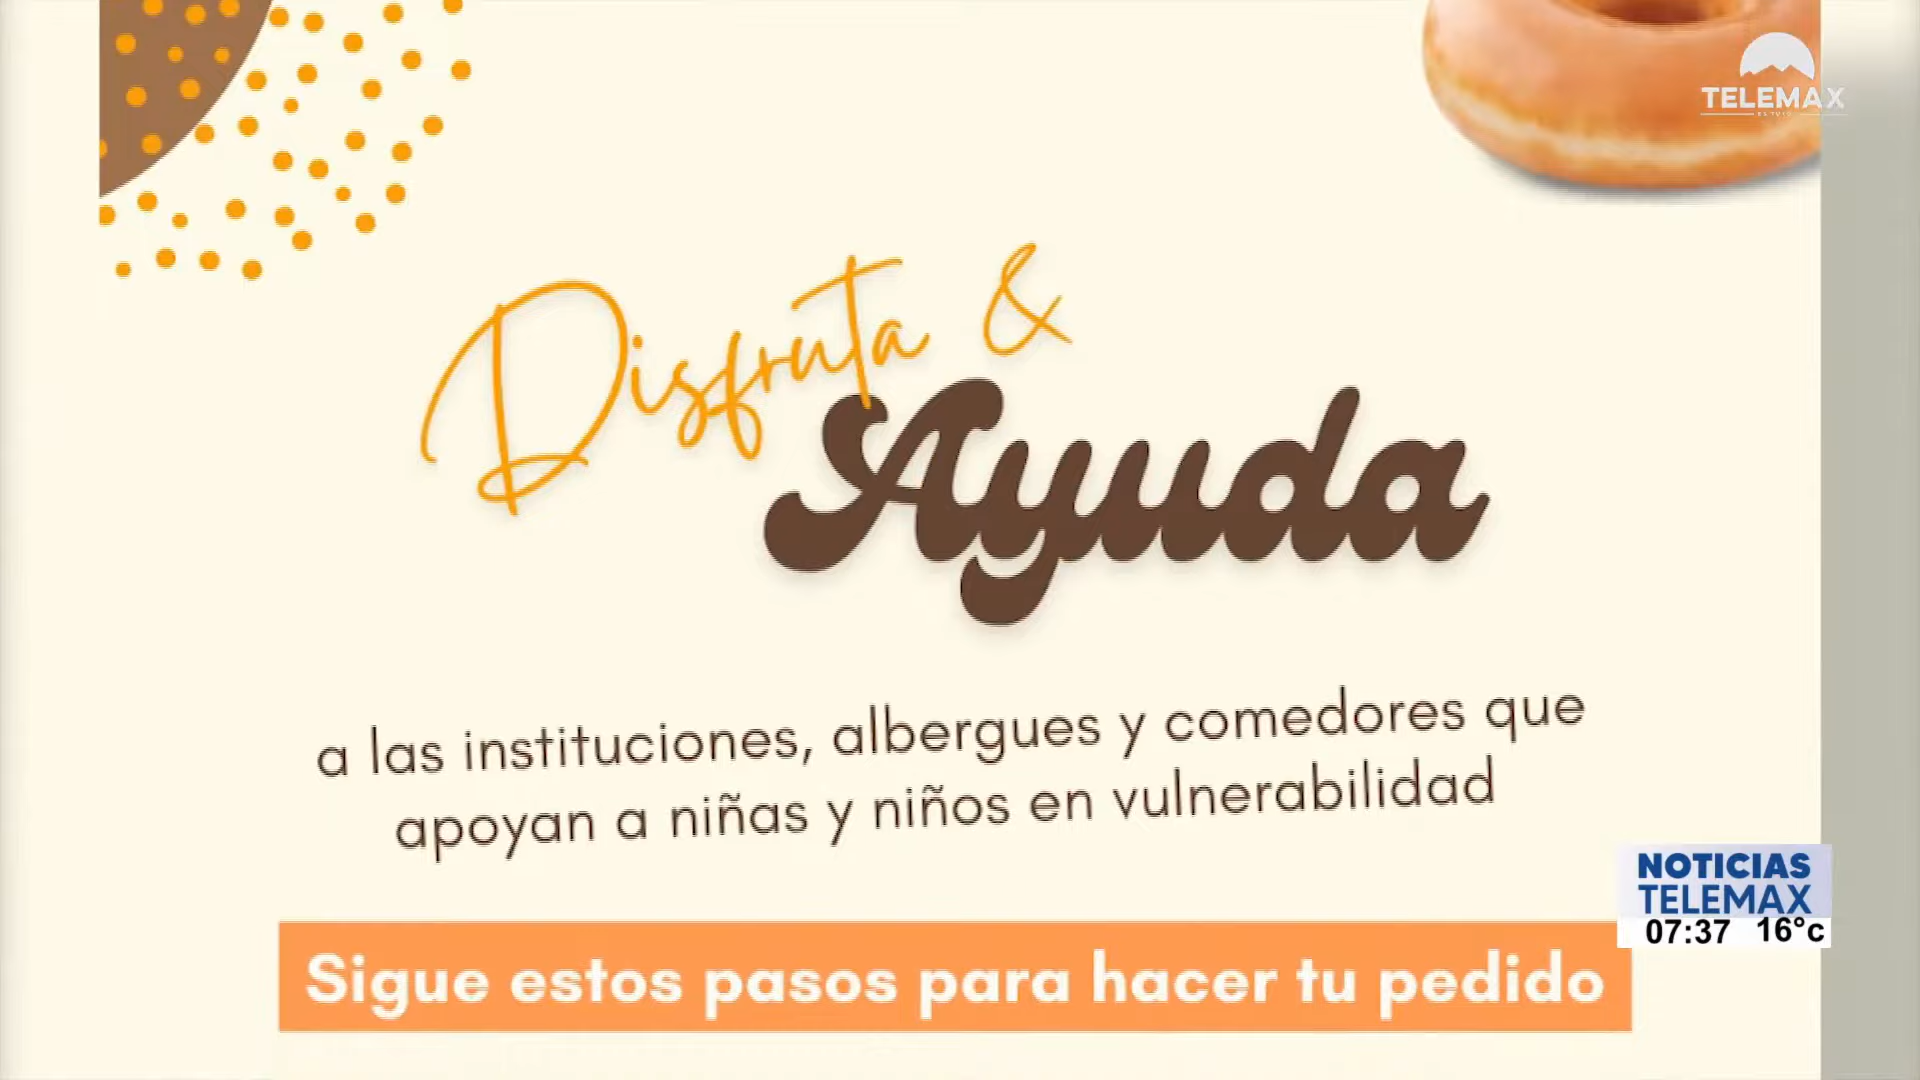 TELEMAX
Disfruta &
Ayuda
a las instituciones, albergues y comedores que
apoyan a niñas y niños en vulnerabilidad
NOTICIAS
TELEMAX
07:37 16°c
Sigue estos pasos para hacer tu pedido